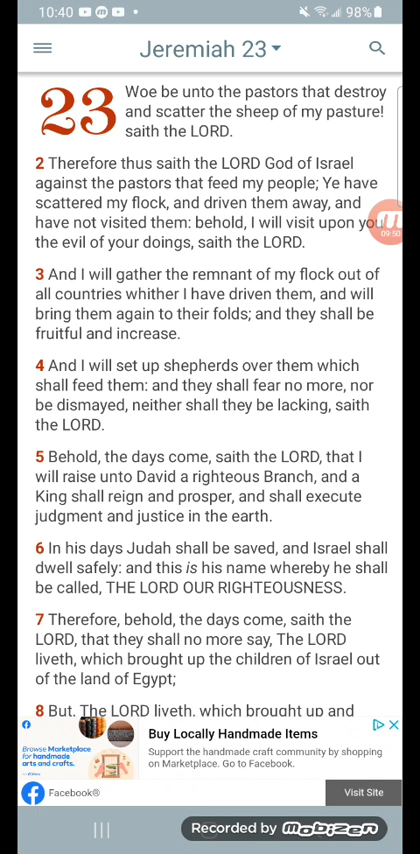 10:40 98%
Jeremiah 23
23 Woe be unto the pastors that destroy
and scatter the sheep of my pasture!
saith the LORD.
2 Therefore thus saith the LORD God of Israel
against the pastors that feed my people; Ye have
scattered my flock, and driven them away, and
have not visited them: behold, I will visit upon you
the evil of your doings, saith the LORD.
09:50
3 And I will gather the remnant of my flock out of
all countries whither I have driven them, and will
bring them again to their folds; and they shall be
fruitful and increase.
4 And I will set up shepherds over them which
shall feed them: and they shall fear no more, nor
be dismayed, neither shall they be lacking, saith
the LORD.
5 Behold, the days come, saith the LORD, that I
will raise unto David a righteous Branch, and a
King shall reign and prosper, and shall execute
judgment and justice in the earth.
6 In his days Judah shall be saved, and Israel shall
dwell safely: and this is his name whereby he shall
be called, THE LORD OUR RIGHTEOUSNESS.
7 Therefore, behold, the days come, saith the
LORD, that they shall no more say, The LORD
liveth, which brought up the children of Israel out
of the land of Egypt;
8 But, The LORD liveth, which brought up and
Browse Marketplace
for handmade
arts and crafts.
Buy Locally Handmade Items
Support the handmade craft community by shopping
on Marketplace. Go to Facebook.
Facebook®
Visit Site
Recorded by mobizen